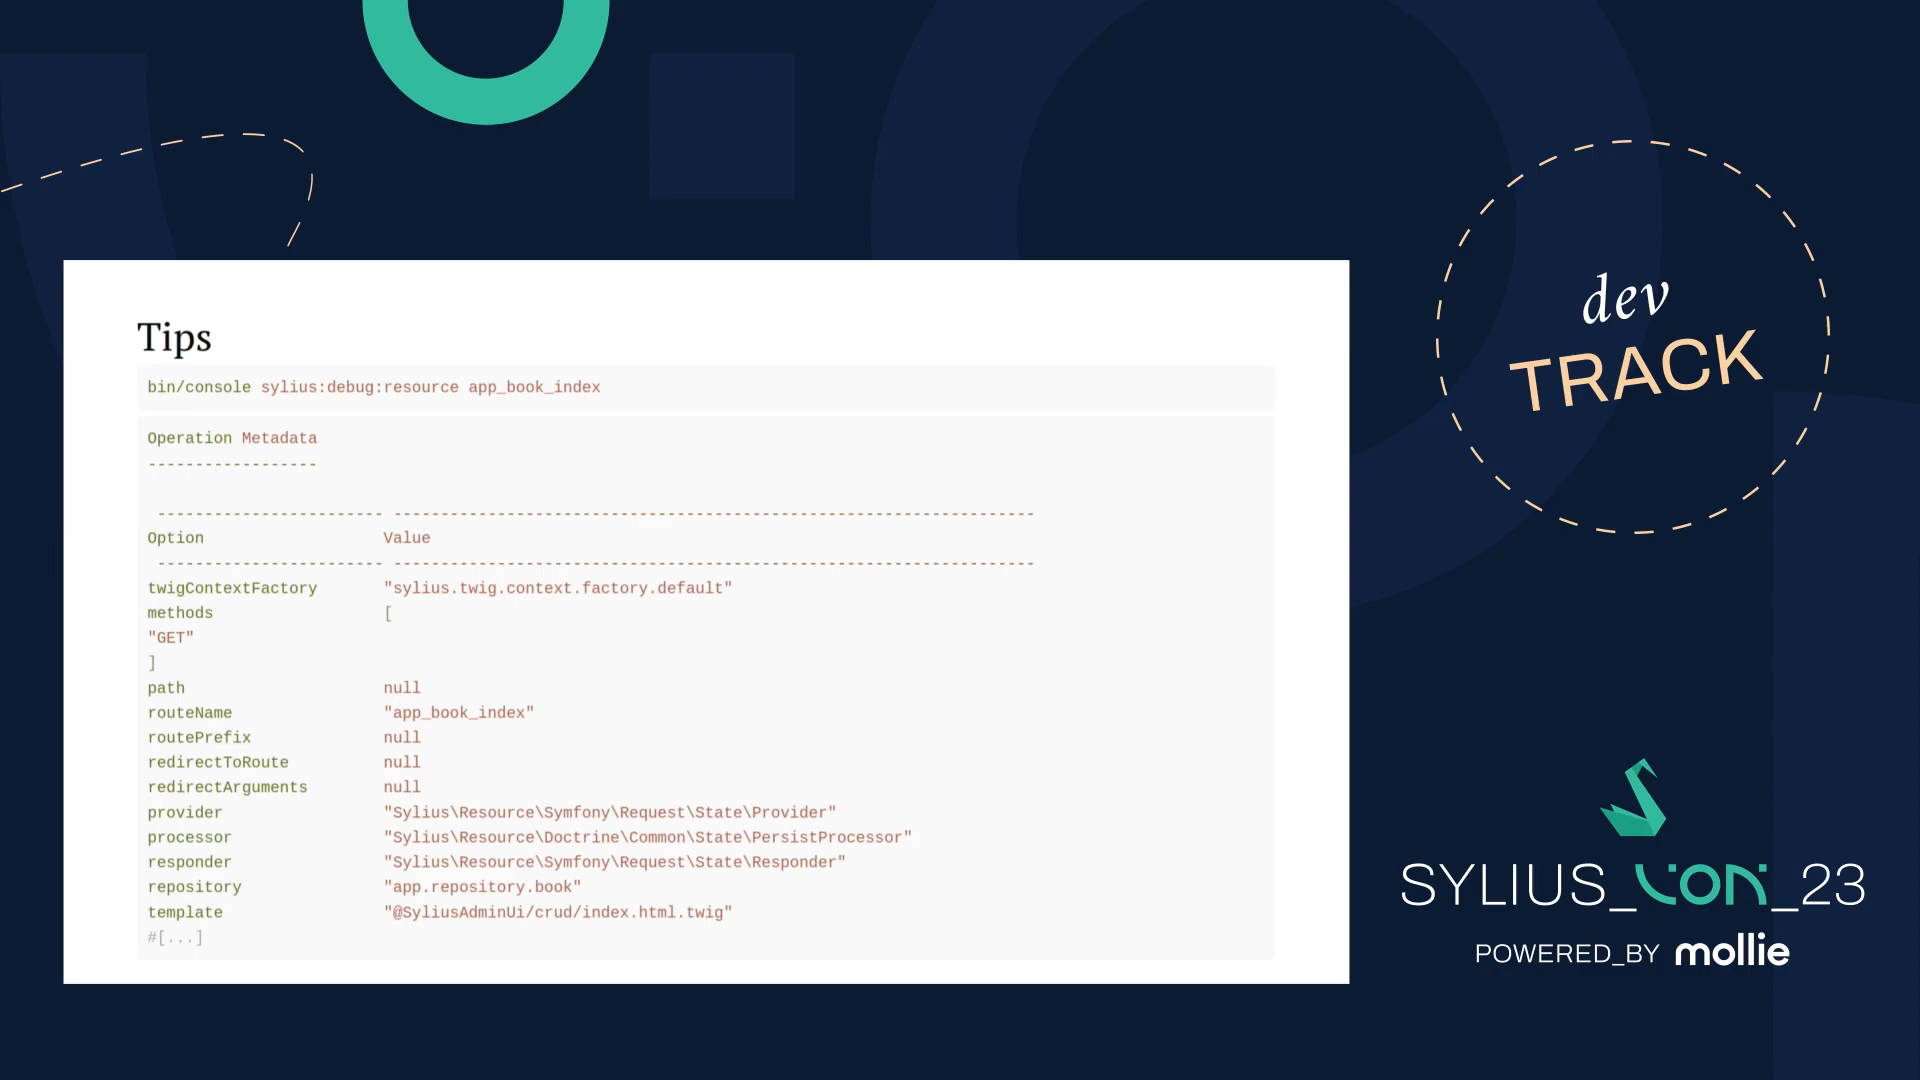 Tips
bin/console sylius:debug:resource app_book_index
Operation Metadata
------------------
------------------------ --------------------------------------------------------------------
Option Value
------------------------ --------------------------------------------------------------------
twigContextFactory "sylius.twig.context.factory.default"
methods [
"GET"
]
path null
routeName "app_book_index"
routePrefix null
redirectToRoute null
redirectArguments null
provider "Sylius\Resource\Symfony\Request\State\Provider"
processor "Sylius\Resource\Doctrine\Common\State\PersistProcessor"
responder "Sylius\Resource\Symfony\Request\State\Responder"
repository "app.repository.book"
template "@SyliusAdminUi/crud/index.html.twig"
#[...]
dev
TRACK
SYLIUS_CON_23
POWERED_BY mollie